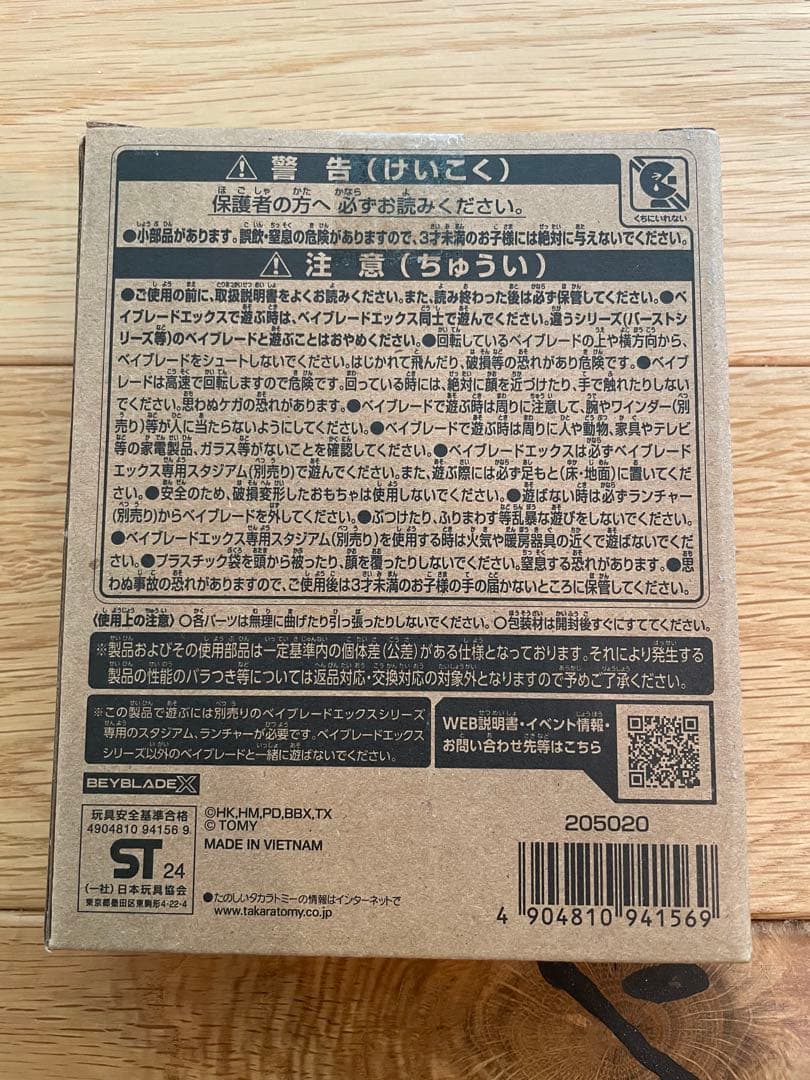 ⚠ 警告(けいこく)
くちにいれない
保護者の方へ 必ずお読みください。
●小部品があります。誤飲・窒息の危険がありますので、3才未満のお子様には絶対に与えないでください。
⚠ 注意(ちゅうい)
●ご使用の前に、取扱説明書をよくお読みください。また、読み終わった後は必ず保管してください。●ベイ
ブレードエックスで遊ぶ時は、ベイブレードエックス同士で遊んでください。違うシリーズ(バーストシ
リーズ等)のベイブレードと遊ぶことはおやめください。●回転しているベイブレードの上や横方向から、
ベイブレードをシュートしないでください。はじかれて飛んだり、破損等の恐れがあり危険です。●ベイブ
レードは高速で回転しますので危険です。回っている時には、絶対に顔を近づけたり、手で触れたりしない
でください。思わぬケガの恐れがあります。●ベイブレードで遊ぶ時は周りに注意して、腕やワインダー(別
売り)等が人に当たらないようにしてください。●ベイブレードで遊ぶ時は周りに人や動物、家具やテレビ
等の家電製品、ガラス等がないことを確認してください。●ベイブレードエックスは必ずベイブレード
エックス専用スタジアム(別売り)で遊んでください。また、遊ぶ際には必ず足もと(床・地面)に置いてくだ
さい。●安全のため、破損変形したおもちゃは使用しないでください。●遊ばない時は必ずランチャー
(別売り)からベイブレードを外してください。●ぶつけたり、ふりまわす等乱暴な遊びをしないでください。
●ベイブレードエックス専用スタジアム(別売り)を使用する時は火気や暖房器具の近くで遊ばないでくだ
さい。●プラスチック袋を頭から被ったり、顔を覆ったりしないでください。窒息する恐れがあります。●思
わぬ事故の恐れがありますので、ご使用後は3才未満のお子様の手の届かないところに保管してください。
〈使用上の注意〉○各パーツは無理に曲げたり引っ張ったりしないでください。○包装材は開封後すぐにすててください。
※製品およびその使用部品は一定基準内の個体差(公差)がある仕様となっております。それにより発生する
製品の性能のバラつき等については返品対応・交換対応の対象外となりますので予めご了承ください。
※この製品で遊ぶには別売りのベイブレードエックスシリーズ
専用のスタジアム、ランチャーが必要です。ベイブレードエックス
シリーズ以外のベイブレードと一緒に遊ばないでください。
WEB説明書・イベント情報・
お問い合わせ先等はこちら
BEYBLADE X
玩具安全基準合格
4904810 94156 9
ST 24
(一社)日本玩具協会
東京都墨田区東駒形4-22-4
©HK,HM,PD,BBX,TX
© TOMY
MADE IN VIETNAM
●たのしいタカラトミーの情報はインターネットで
www.takaratomy.co.jp
205020
4 904810 941569